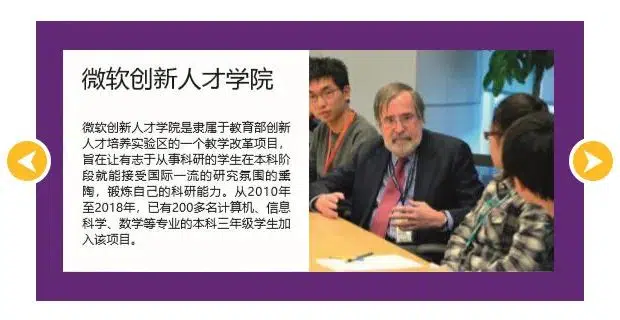 微软创新人才学院
微软创新人才学院是隶属于教育部创新
人才培养实验区的一个教学改革项目，
旨在让有志于从事科研的学生在本科阶
段就能接受国际一流的研究氛围的熏
陶，锻炼自己的科研能力。从2010年
至2018年，已有200多名计算机、信息
科学、数学等专业的本科三年级学生加
入该项目。